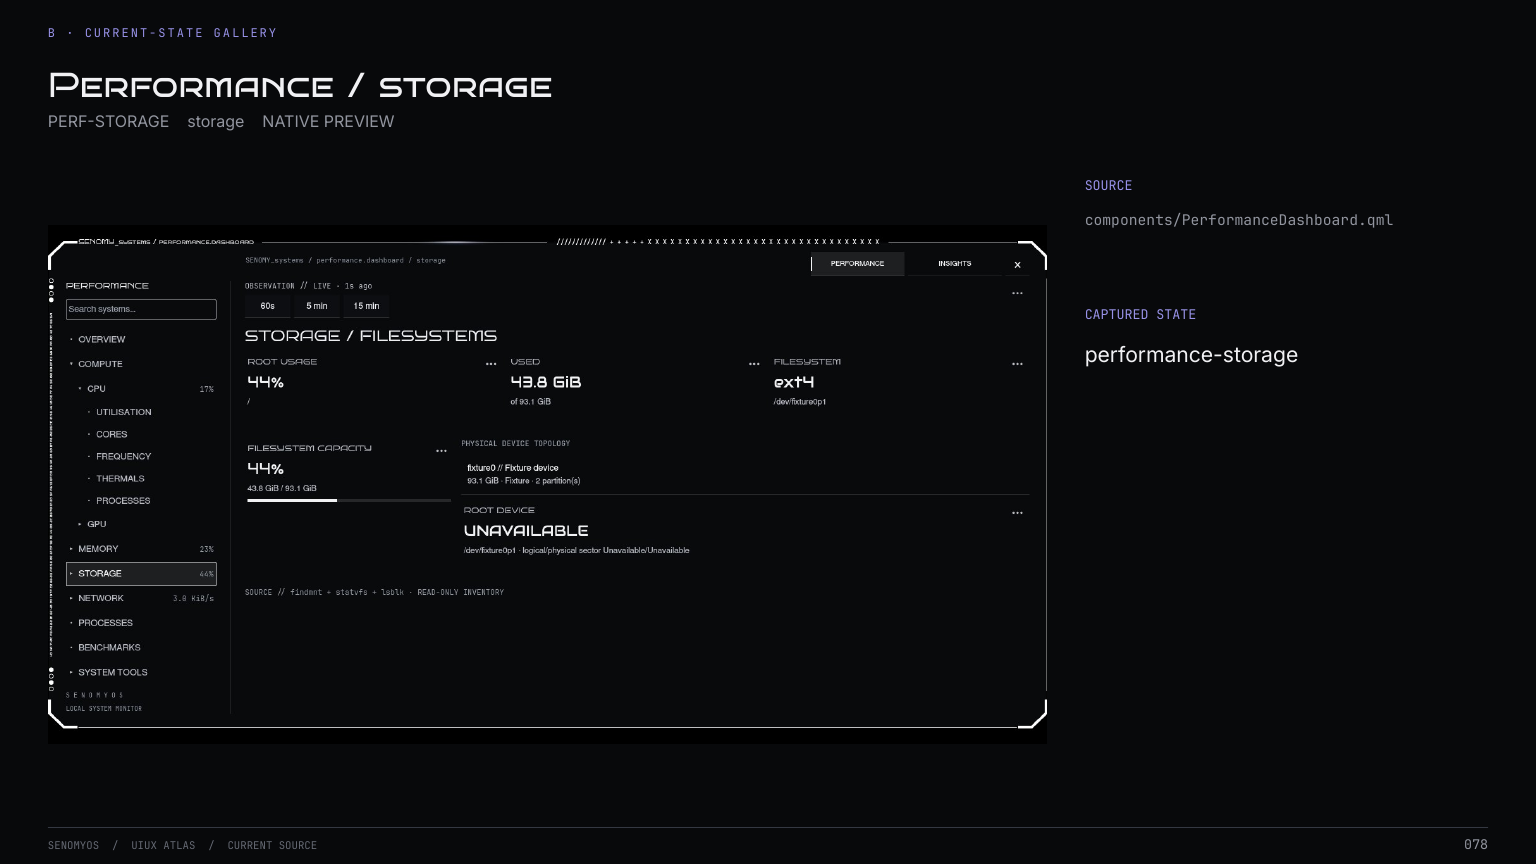 B · CURRENT-STATE GALLERY
PERFORMANCE / STORAGE
PERF-STORAGE storage NATIVE PREVIEW
SOURCE
components/PerformanceDashboard.qml
CAPTURED STATE
performance-storage
SENOMY_SYSTEMS / PERFORMANCE.DASHBOARD
///////////// + + + + + X X X X X X X X X X X X X X X X X X X X X X X X X X X X X X X
SENOMY_systems / performance.dashboard / storage
PERFORMANCE INSIGHTS X
PERFORMANCE
Search systems...
OVERVIEW
COMPUTE
CPU 17%
UTILISATION
CORES
FREQUENCY
THERMALS
PROCESSES
GPU
MEMORY 23%
STORAGE 44%
NETWORK 3.0 KiB/s
PROCESSES
BENCHMARKS
SYSTEM TOOLS
SENOMYOS
LOCAL SYSTEM MONITOR
OBSERVATION // LIVE · 1s ago
60s 5 min 15 min
STORAGE / FILESYSTEMS
ROOT USAGE
44%
/
USED
43.8 GiB
of 93.1 GiB
FILESYSTEM
ext4
/dev/fixture0p1
FILESYSTEM CAPACITY
44%
43.8 GiB / 93.1 GiB
PHYSICAL DEVICE TOPOLOGY
fixture0 // Fixture device
93.1 GiB · Fixture · 2 partition(s)
ROOT DEVICE
UNAVAILABLE
/dev/fixture0p1 · logical/physical sector Unavailable/Unavailable
SOURCE // findmnt + statvfs + lsblk · READ-ONLY INVENTORY
SENOMYOS / UIUX ATLAS / CURRENT SOURCE
078